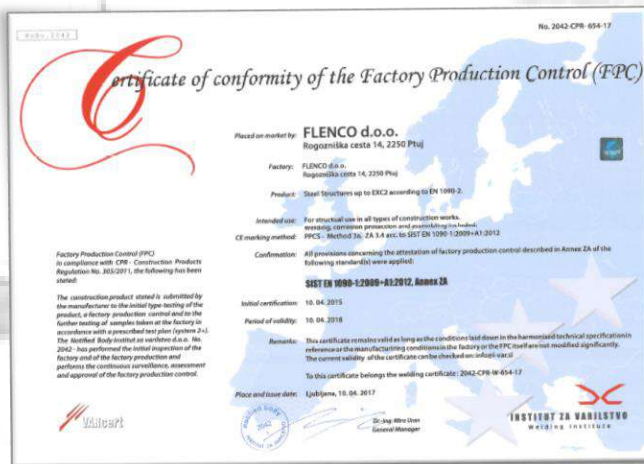 No. 2042-CPR-654-17
NoBo, 2042
Certificate of conformity of the Factory Production Control (FPC)
Placed on market by: FLENCO d.o.o.
Rogozniška cesta 14, 2250 Ptuj
Factory: FLENCO d.o.o.
Rogozniška cesta 14, 2250 Ptuj
Product: Steel Structures up to EXC2 according to EN 1090-2.
Intended use: For structural use in all types of construction works.
welding, corrosion protection and assembling included.
CE marking method: PPCS - Method 3a, ZA 3.4 acc. to SIST EN 1090-1:2009+A1:2012
Confirmation: All provisions concerning the attestation of factory production control described in Annex ZA of the
following standard(s) were applied:
SIST EN 1090-1:2009+A1:2012, Annex ZA
Initial certification: 10. 04. 2015
Period of validity: 10. 04. 2018
Remarks: This certificate remains valid as long as the conditions laid down in the harmonised technical specification in
reference or the manufacturing conditions in the factory or the FPC itself are not modified significantly.
The current validity of the certificate can be checked on: info@i-var.si
To this certificate belongs the welding certificate: 2042-CPR-W-654-17
Place and issue date: Ljubljana, 10. 04. 2017
Factory Production Control (FPC)
in compliance with CPR - Construction Products
Regulation No. 305/2011, the following has been
stated:
The construction product stated is submitted by
the manufacturer to the initial type-testing of the
product, a factory production control and to the
further testing of samples taken at the factory in
accordance with a prescribed test plan (system 2+).
The Notified Body Institut za varilstvo d.o.o. No.
2042 - has performed the initial inspection of the
factory and of the factory production and
performs the continuous surveillance, assessment
and approval of the factory production control.
VARcert
2042
General Manager
INSTITUT ZA VARILSTVO
Welding Institute